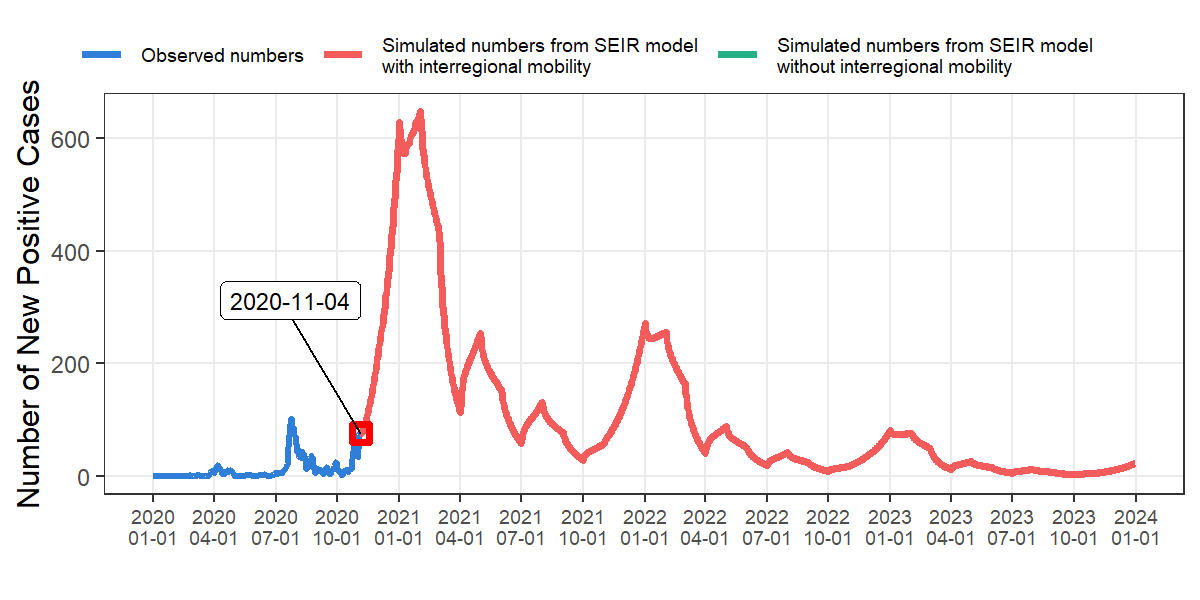 Observed numbers
Simulated numbers from SEIR model
with interregional mobility
Simulated numbers from SEIR model
without interregional mobility
Number of New Positive Cases
600
400
200
0
2020-11-04
2020 2020 2020 2020 2021 2021 2021 2021 2022 2022 2022 2022 2023 2023 2023 2023 2024
01-01 04-01 07-01 10-01 01-01 04-01 07-01 10-01 01-01 04-01 07-01 10-01 01-01 04-01 07-01 10-01 01-01